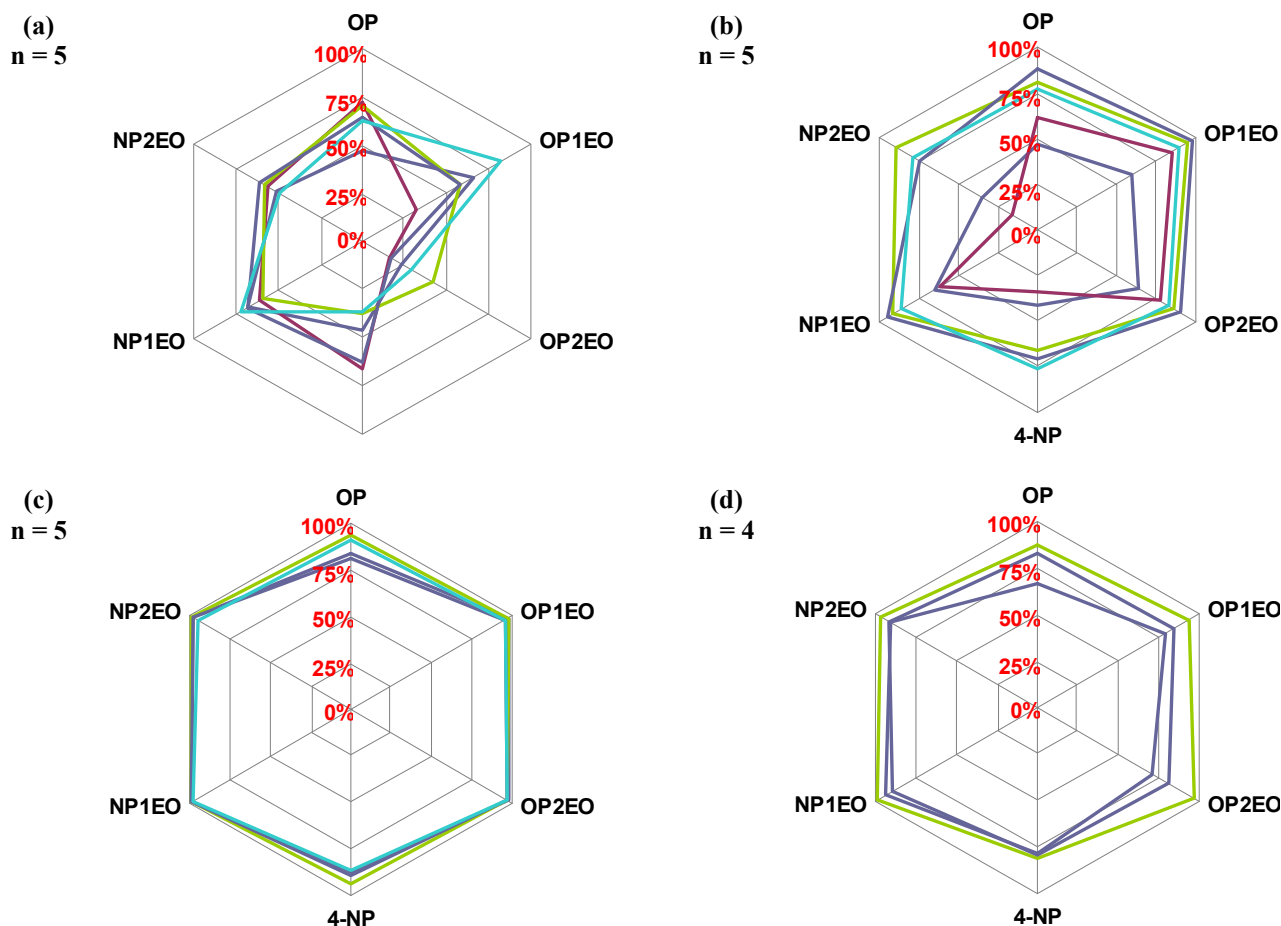 (a)
n = 5
OP
100%
75%
50%
25%
0%
OP1EO
OP2EO
NP1EO
NP2EO
(b)
n = 5
OP
100%
75%
50%
25%
0%
OP1EO
OP2EO
4-NP
NP1EO
NP2EO
(c)
n = 5
OP
100%
75%
50%
25%
0%
OP1EO
OP2EO
4-NP
NP1EO
NP2EO
(d)
n = 4
OP
100%
75%
50%
25%
0%
OP1EO
OP2EO
4-NP
NP1EO
NP2EO